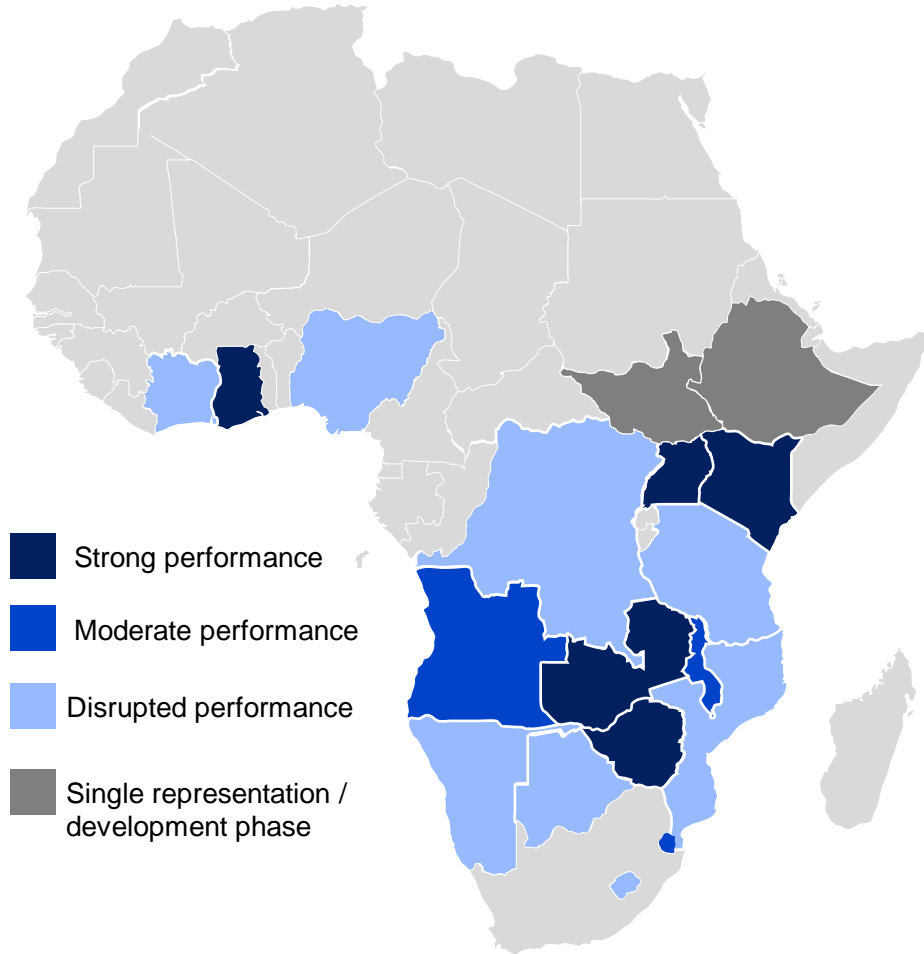 Strong performance
Moderate performance
Disrupted performance
Single representation /
development phase